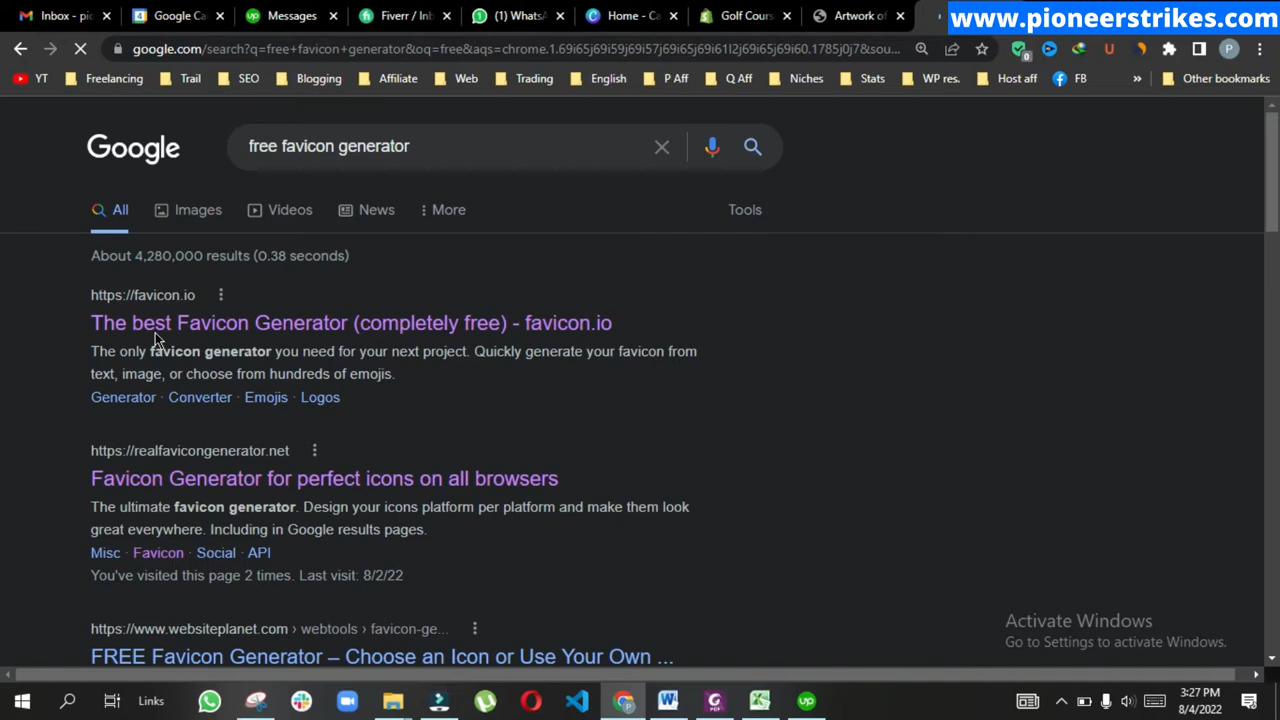 Inbox - pio
Google Ca
Messages
Fiverr / Inb
(1) WhatsA
Home - Ca
Golf Cours
Artwork of
www.pioneerstrikes.com
google.com/search?q=free+favicon+generator&oq=free&aqs=chrome.1.69i65j69i59j69i57j69i65j69i61l2j69i65j69i60.1785j0j7&sou...
0
P
YT
Freelancing
Trail
SEO
Blogging
Affiliate
Web
Trading
English
P Aff
Q Aff
Niches
Stats
WP res.
Host aff
FB
»
Other bookmarks
Google
free favicon generator
All
Images
Videos
News
More
Tools
About 4,280,000 results (0.38 seconds)
https://favicon.io
The best Favicon Generator (completely free) - favicon.io
The only favicon generator you need for your next project. Quickly generate your favicon from
text, image, or choose from hundreds of emojis.
Generator · Converter · Emojis · Logos
https://realfavicongenerator.net
Favicon Generator for perfect icons on all browsers
The ultimate favicon generator. Design your icons platform per platform and make them look
great everywhere. Including in Google results pages.
Misc · Favicon · Social · API
You've visited this page 2 times. Last visit: 8/2/22
https://www.websiteplanet.com › webtools › favicon-ge...
FREE Favicon Generator – Choose an Icon or Use Your Own ...
Activate Windows
Go to Settings to activate Windows.
Links
3:27 PM
8/4/2022